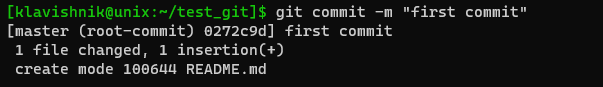 [klavishnik@unix:~/test_git]$ git commit -m "first commit"
[master (root-commit) 0272c9d] first commit
 1 file changed, 1 insertion(+)
 create mode 100644 README.md